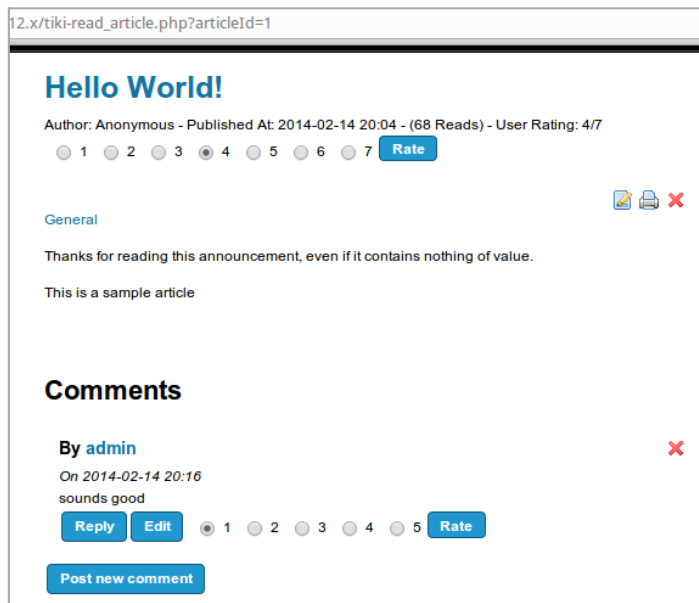 12.x/tiki-read_article.php?articleId=1
Hello World!
Author: Anonymous - Published At: 2014-02-14 20:04 - (68 Reads) - User Rating: 4/7
1 2 3 4 5 6 7 Rate
General
Thanks for reading this announcement, even if it contains nothing of value.
This is a sample article
Comments
By admin
On 2014-02-14 20:16
sounds good
Reply Edit 1 2 3 4 5 Rate
Post new comment